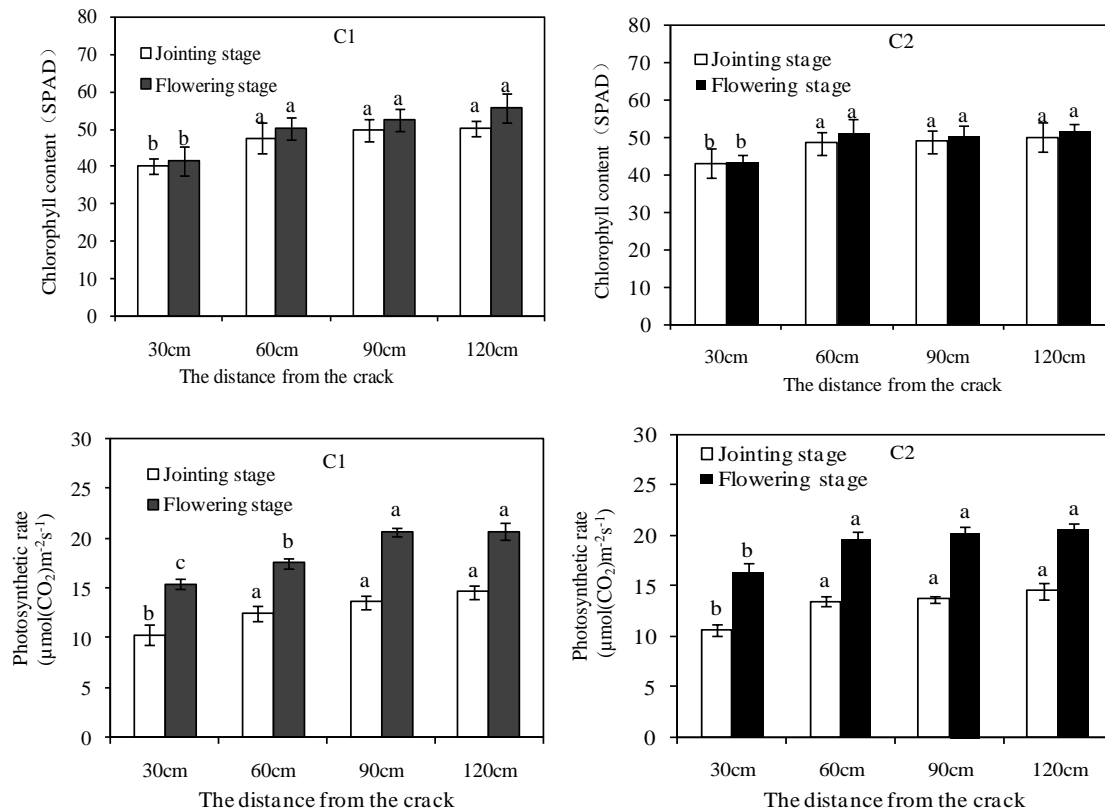 C1
80
70
60
50
40
30
20
10
0
Chlorophyll content (SPAD)
Jointing stage
Flowering stage
b b a a a a a a
30cm 60cm 90cm 120cm
The distance from the crack
C2
80
70
60
50
40
30
20
10
0
Chlorophyll content (SPAD)
Jointing stage
Flowering stage
b b a a a a a a
30cm 60cm 90cm 120cm
The distance from the crack
C1
30
25
20
15
10
5
0
Photosynthetic rate
(μmol(CO₂)m⁻²s⁻¹)
Jointing stage
Flowering stage
b c a b a a a a
30cm 60cm 90cm 120cm
The distance from the crack
C2
30
25
20
15
10
5
0
Photosynthetic rate
(μmol(CO₂)m⁻²s⁻¹)
Jointing stage
Flowering stage
b b a a a a a a
30cm 60cm 90cm 120cm
The distance from the crack